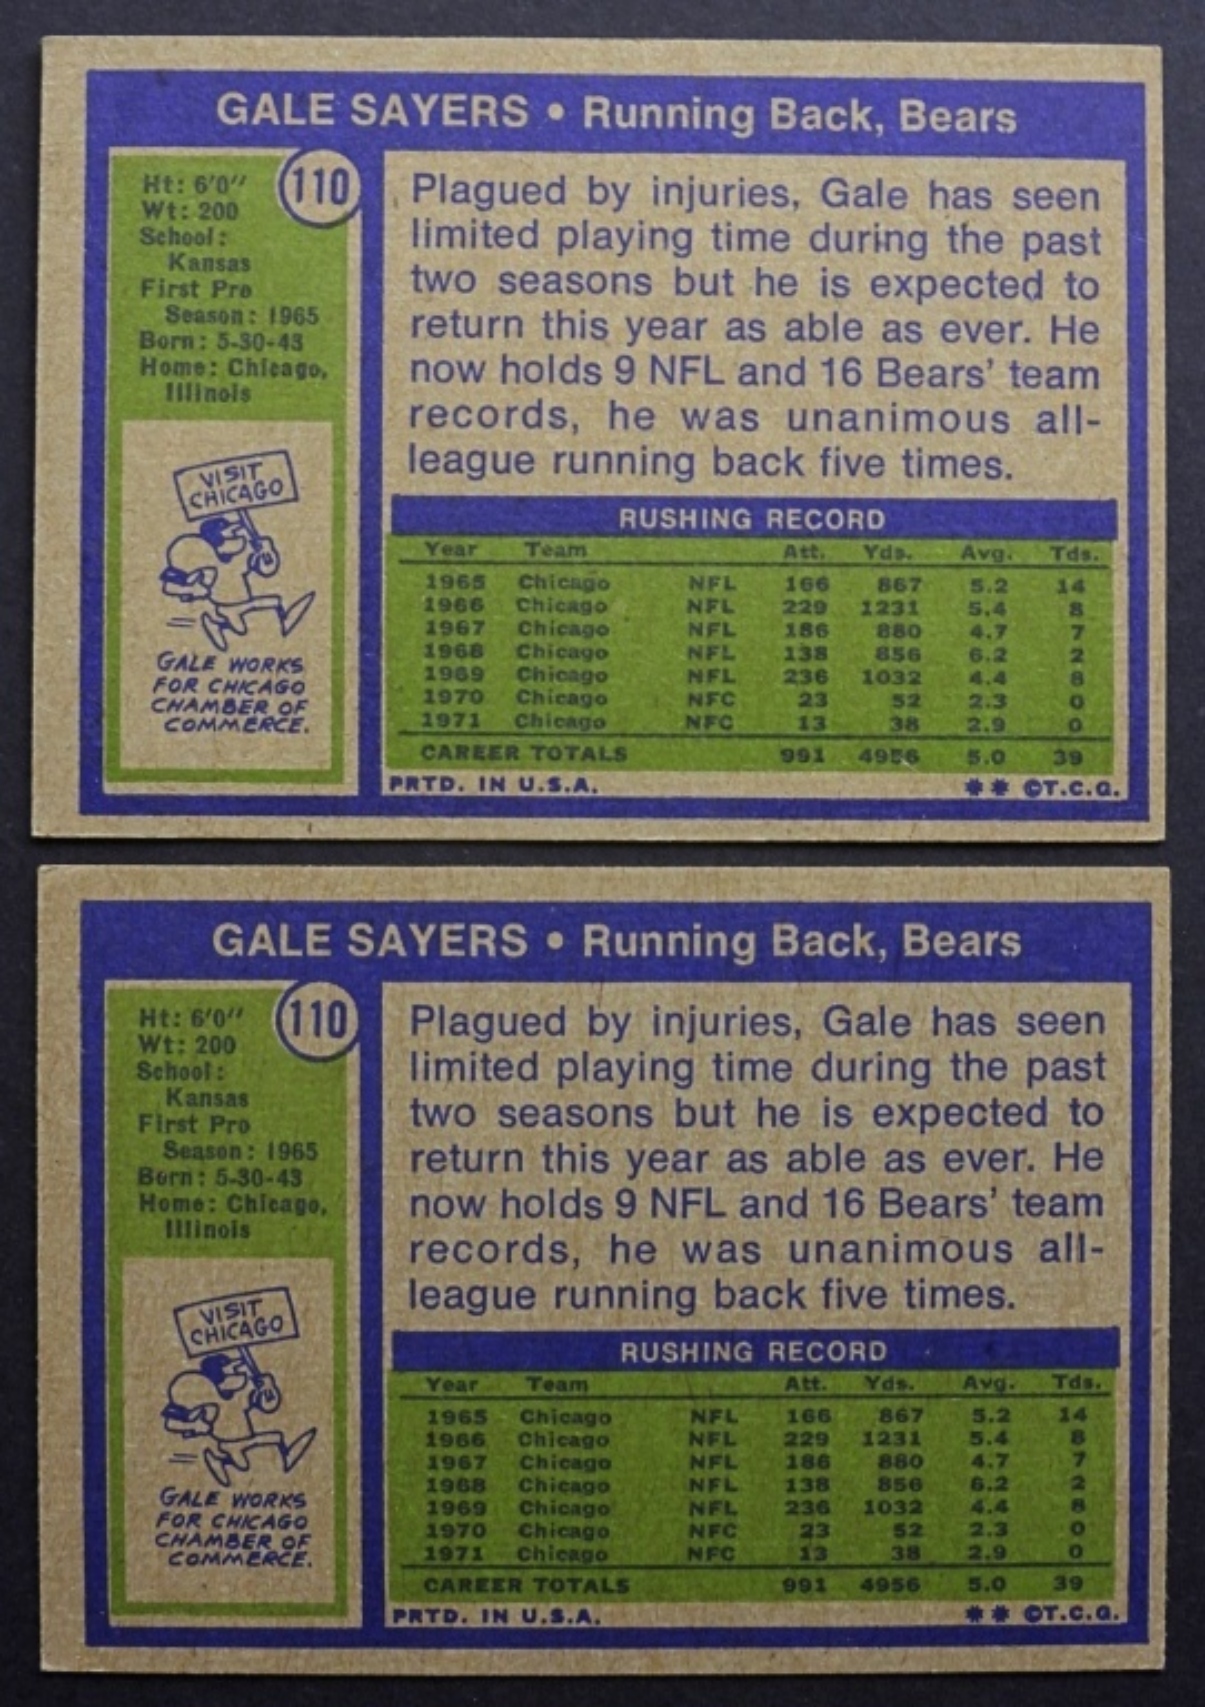 GALE SAYERS • Running Back, Bears
Ht: 6'0"
Wt: 200
School:
Kansas
First Pro
Season: 1965
Born: 5-30-43
Home: Chicago,
Illinois
110
VISIT
CHICAGO
GALE WORKS
FOR CHICAGO
CHAMBER OF
COMMERCE.
Plagued by injuries, Gale has seen
limited playing time during the past
two seasons but he is expected to
return this year as able as ever. He
now holds 9 NFL and 16 Bears' team
records, he was unanimous all-
league running back five times.
RUSHING RECORD
Year Team Att. Yds. Avg. Tds.
1965 Chicago NFL 166 867 5.2 14
1966 Chicago NFL 229 1231 5.4 8
1967 Chicago NFL 186 880 4.7 7
1968 Chicago NFL 138 856 6.2 2
1969 Chicago NFL 236 1032 4.4 8
1970 Chicago NFC 23 52 2.3 0
1971 Chicago NFC 13 38 2.9 0
CAREER TOTALS 991 4956 5.0 39
PRTD. IN U.S.A. ** ©T.C.G.
GALE SAYERS • Running Back, Bears
Ht: 6'0"
Wt: 200
School:
Kansas
First Pro
Season: 1965
Born: 5-30-43
Home: Chicago,
Illinois
110
VISIT
CHICAGO
GALE WORKS
FOR CHICAGO
CHAMBER OF
COMMERCE.
Plagued by injuries, Gale has seen
limited playing time during the past
two seasons but he is expected to
return this year as able as ever. He
now holds 9 NFL and 16 Bears' team
records, he was unanimous all-
league running back five times.
RUSHING RECORD
Year Team Att. Yds. Avg. Tds.
1965 Chicago NFL 166 867 5.2 14
1966 Chicago NFL 229 1231 5.4 8
1967 Chicago NFL 186 880 4.7 7
1968 Chicago NFL 138 856 6.2 2
1969 Chicago NFL 236 1032 4.4 8
1970 Chicago NFC 23 52 2.3 0
1971 Chicago NFC 13 38 2.9 0
CAREER TOTALS 991 4956 5.0 39
PRTD. IN U.S.A. ** ©T.C.G.